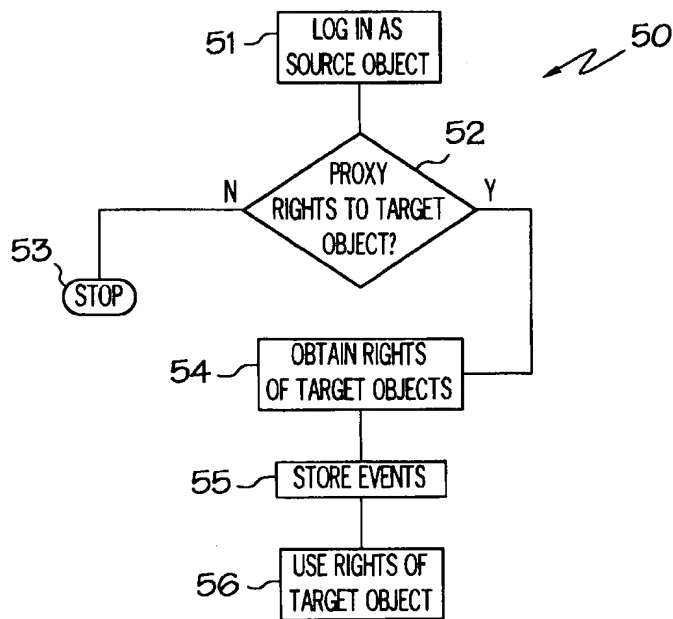 51
LOG IN AS
SOURCE OBJECT
50
52
PROXY
RIGHTS TO TARGET
OBJECT?
N
Y
53
STOP
54
OBTAIN RIGHTS
OF TARGET OBJECTS
55
STORE EVENTS
56
USE RIGHTS OF
TARGET OBJECT